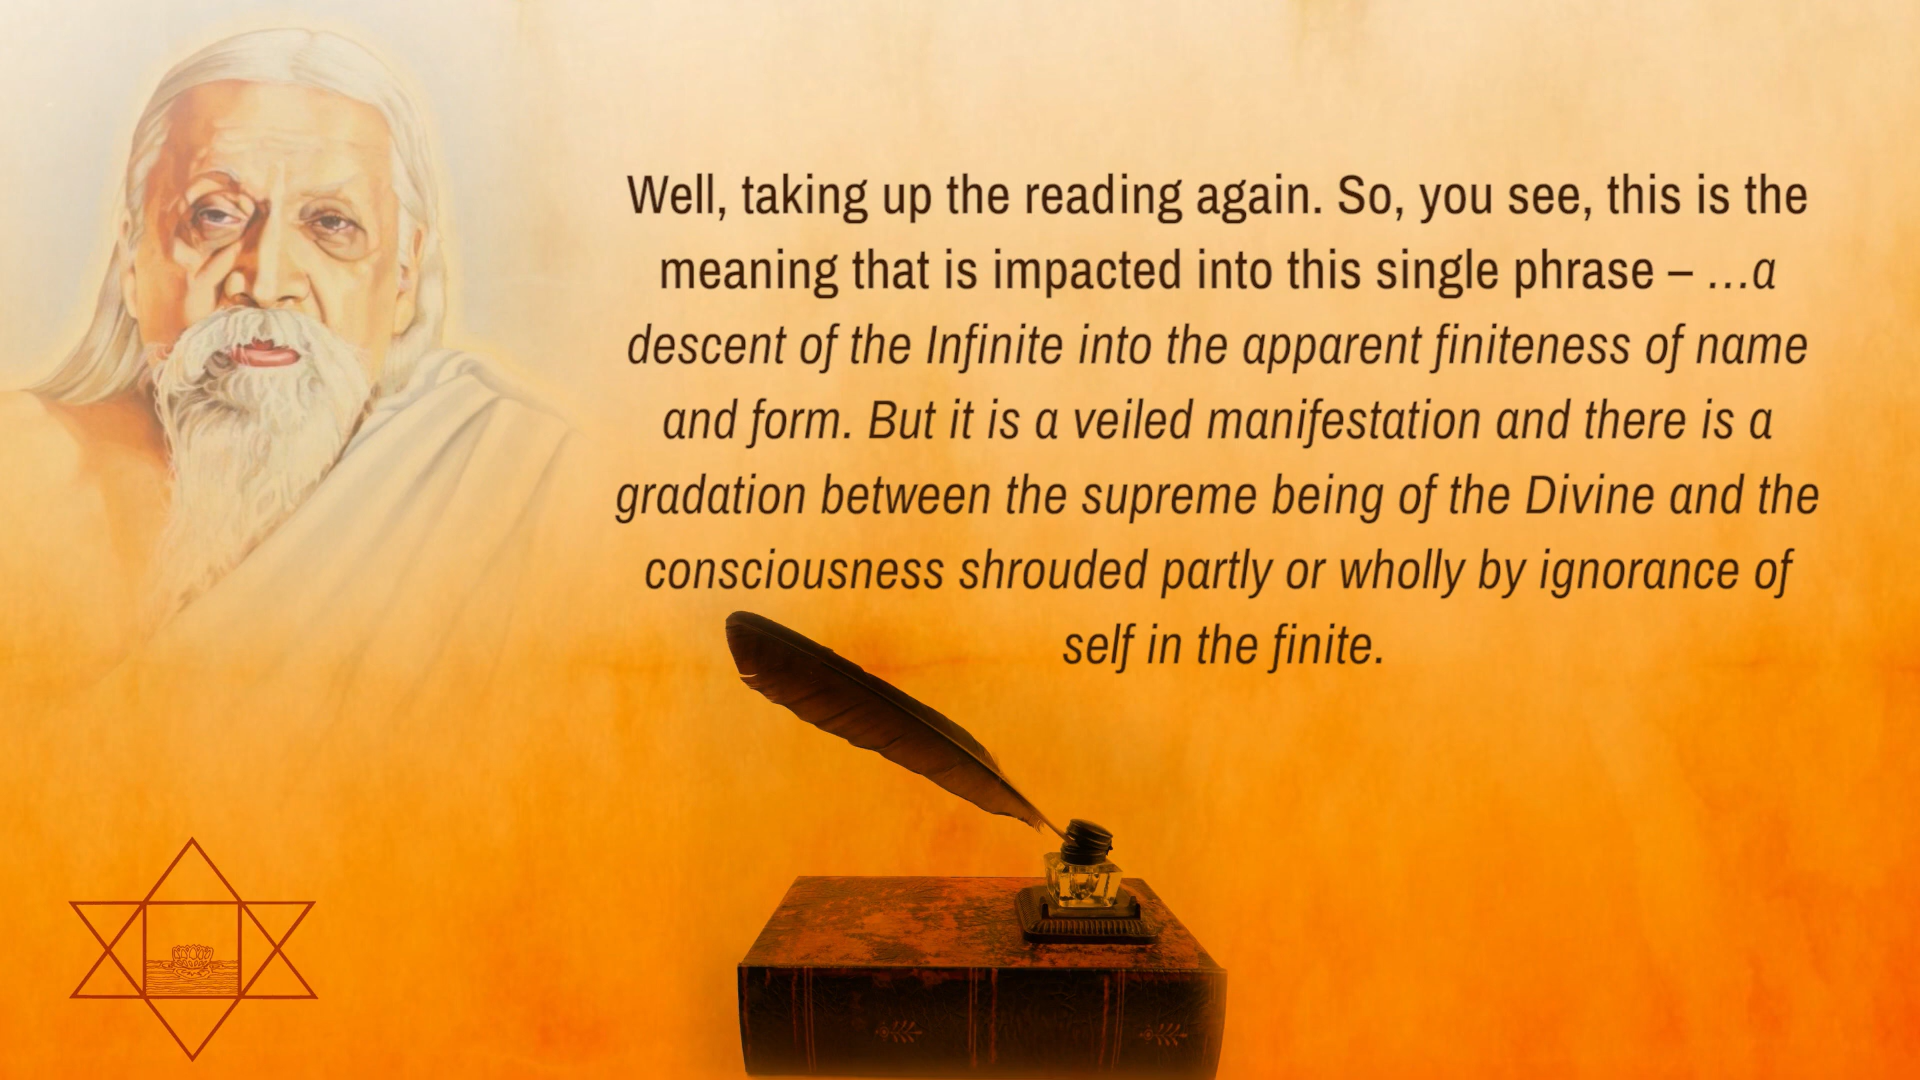 Well, taking up the reading again. So, you see, this is the
meaning that is impacted into this single phrase – …a
descent of the Infinite into the apparent finiteness of name
and form. But it is a veiled manifestation and there is a
gradation between the supreme being of the Divine and the
consciousness shrouded partly or wholly by ignorance of
self in the finite.